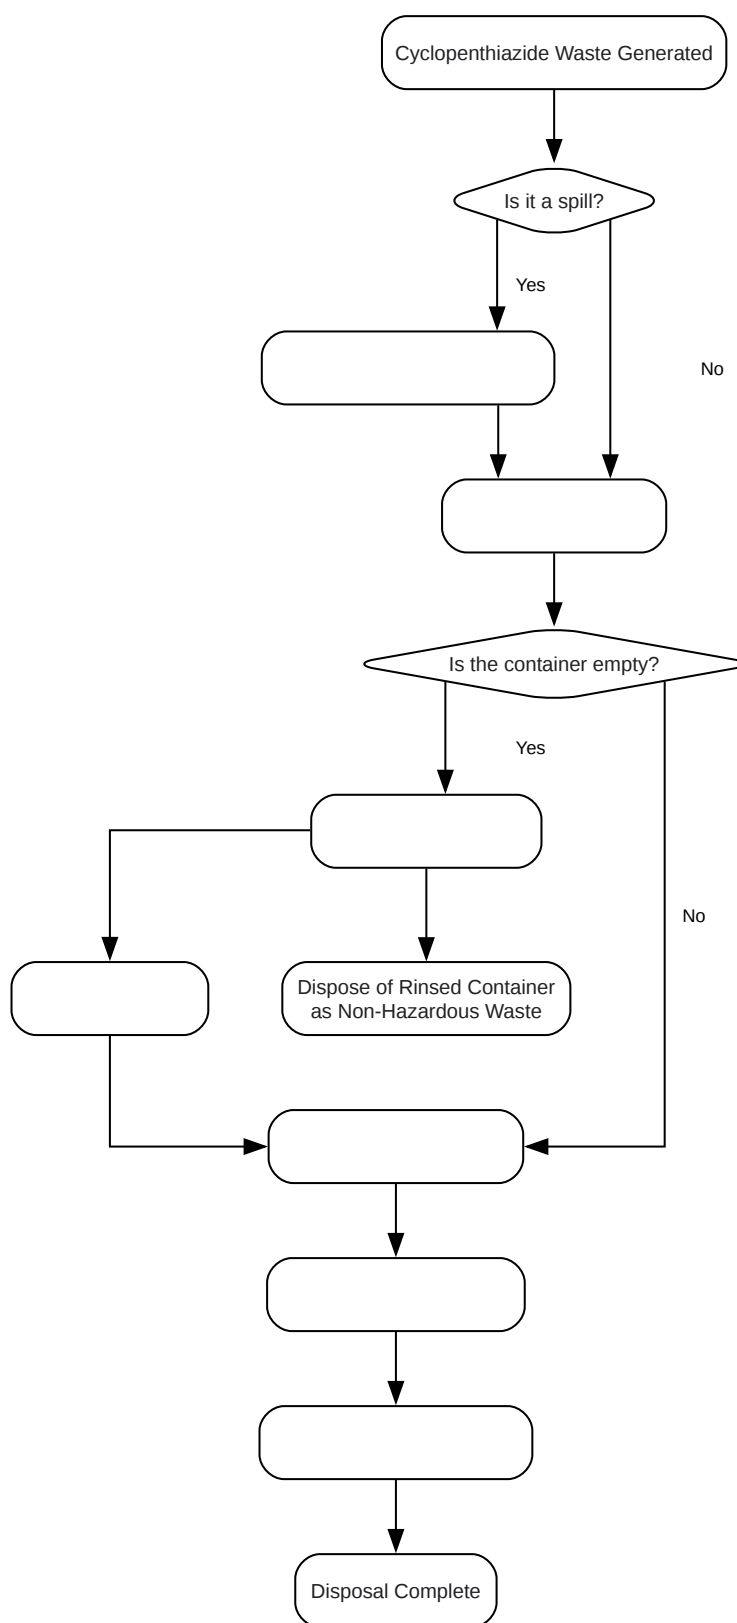 Cyclopenthiazide Waste Generated
Is it a spill?
Yes
No
Is the container empty?
Yes
No
Dispose of Rinsed Container
as Non-Hazardous Waste
Disposal Complete